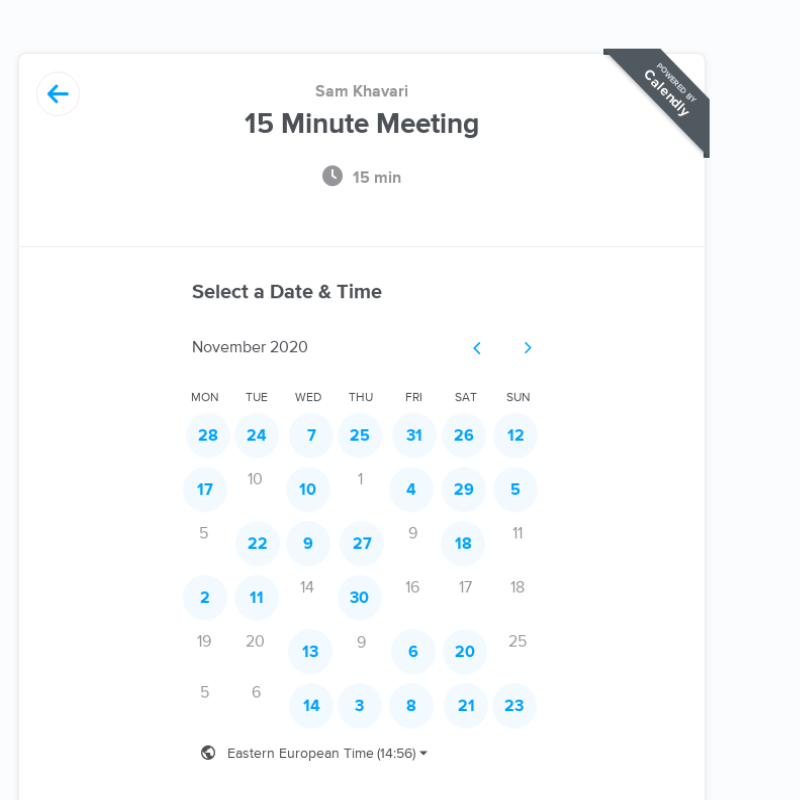 POWERED BY
Calendly
Sam Khavari
15 Minute Meeting
15 min
Select a Date & Time
November 2020
MON TUE WED THU FRI SAT SUN
28 24 7 25 31 26 12
17 10 10 1 4 29 5
5 22 9 27 9 18 11
2 11 14 30 16 17 18
19 20 13 9 6 20 25
5 6 14 3 8 21 23
Eastern European Time (14:56)